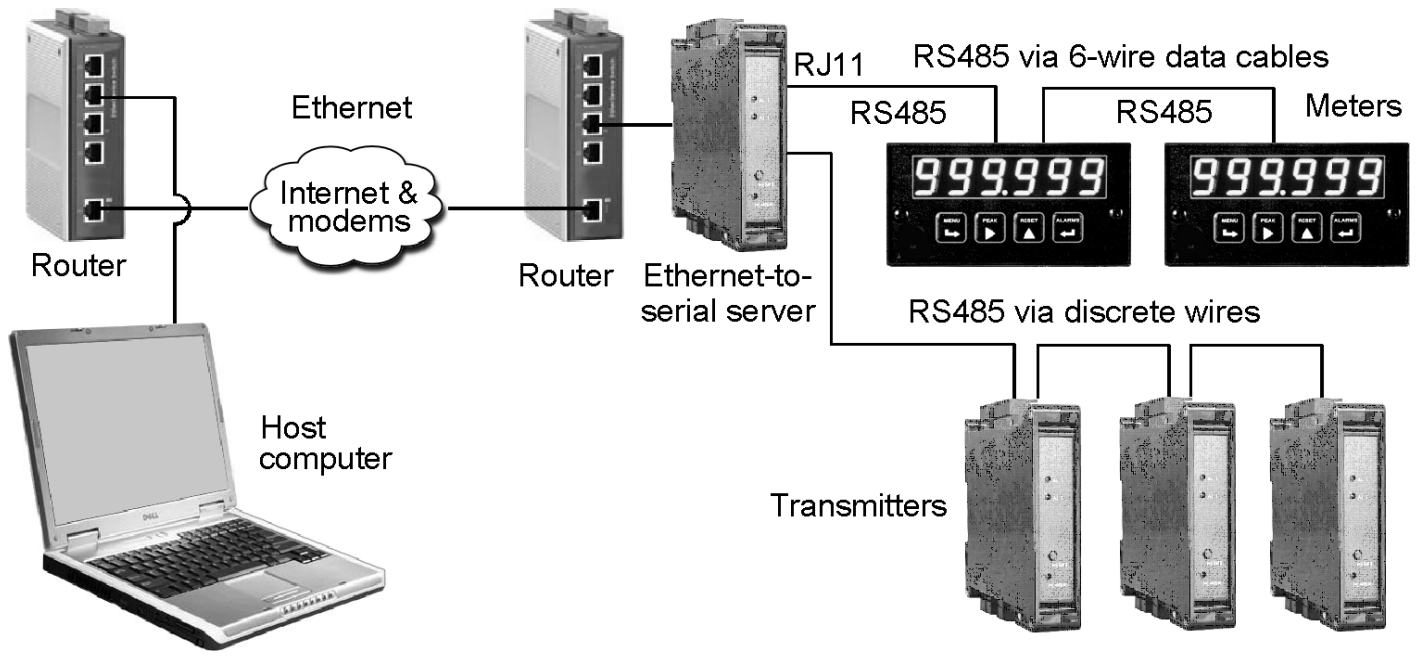 Ethernet
Internet &
modems
Router
Router
Ethernet-to-
serial server
RJ11
RS485 via 6-wire data cables
RS485
RS485
Meters
999.999
MENU
PEAK
RESET
ALARMS
999.999
MENU
PEAK
RESET
ALARMS
RS485 via discrete wires
Host
computer
DELL
Transmitters